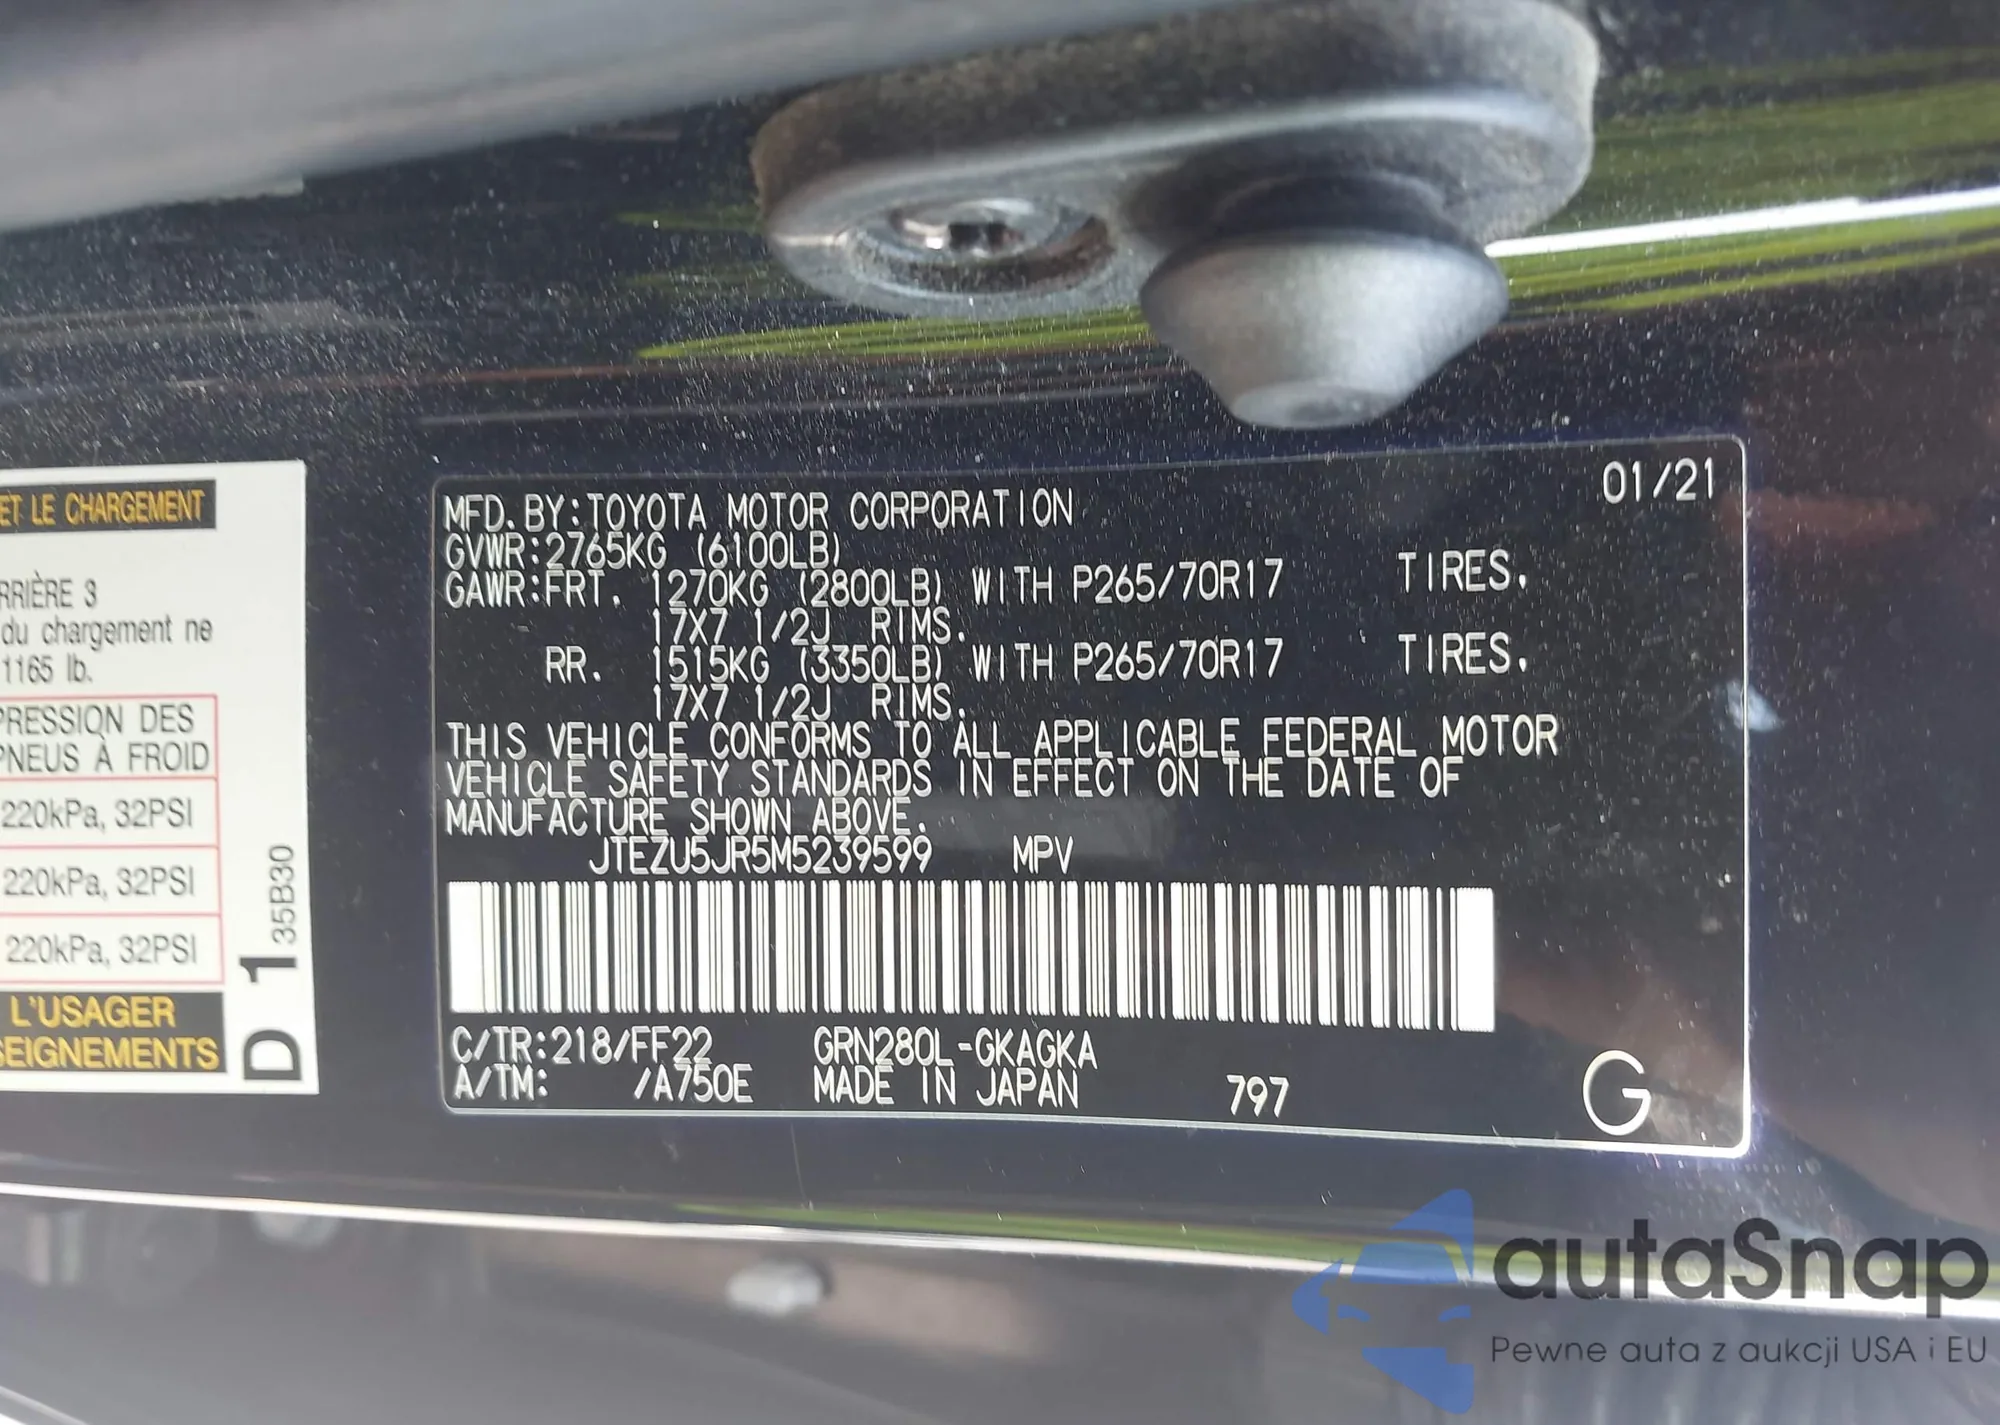 ET LE CHARGEMENT
RRIÈRE 3
du chargement ne
1165 lb.
PRESSION DES
PNEUS À FROID
220kPa, 32PSI
220kPa, 32PSI
220kPa, 32PSI
L'USAGER
SEIGNEMENTS
D 1 35B30
01/21
MFD. BY:TOYOTA MOTOR CORPORATION
GVWR:2765KG (6100LB)
GAWR:FRT. 1270KG (2800LB) WITH P265/70R17 TIRES.
17X7 1/2J RIMS.
RR. 1515KG (3350LB) WITH P265/70R17 TIRES.
17X7 1/2J RIMS.
THIS VEHICLE CONFORMS TO ALL APPLICABLE FEDERAL MOTOR
VEHICLE SAFETY STANDARDS IN EFFECT ON THE DATE OF
MANUFACTURE SHOWN ABOVE.
JTEZU5JR5M5239599 MPV
C/TR:218/FF22 GRN280L-GKAGKA
A/TM: /A750E MADE IN JAPAN 797 G
autaSnap
Pewne auta z aukcji USA i EU